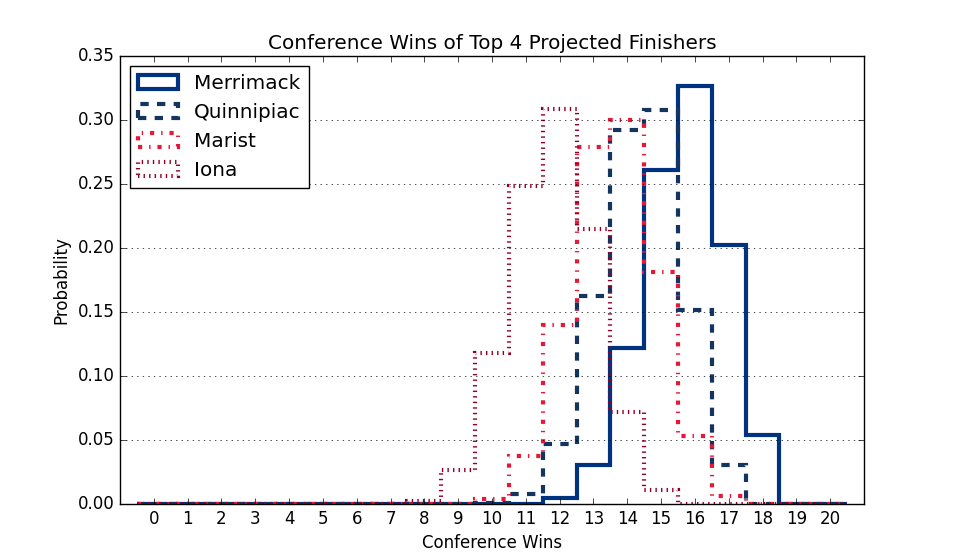 Conference Wins of Top 4 Projected Finishers
Merrimack
Quinnipiac
Marist
Iona
0.35
0.30
0.25
0.20
0.15
0.10
0.05
0.00
Probability
0 1 2 3 4 5 6 7 8 9 10 11 12 13 14 15 16 17 18 19 20
Conference Wins